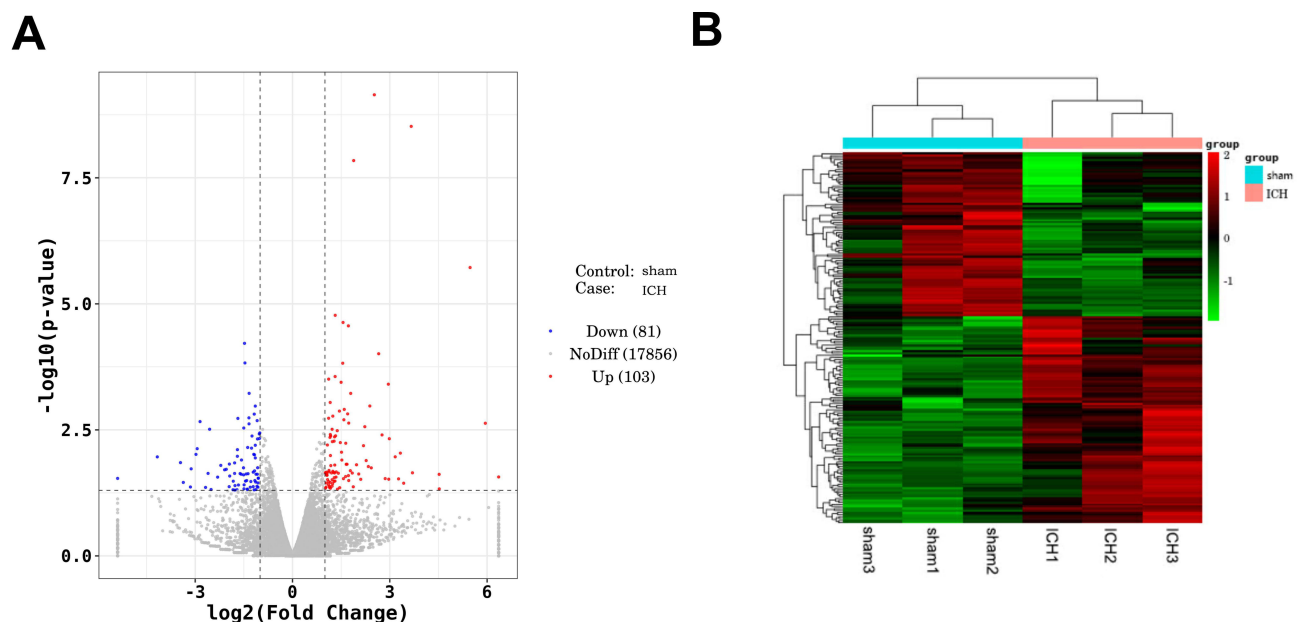 A
B
7.5
5.0
2.5
0.0
-log10(p-value)
-3
0
3
6
log2(Fold Change)
Control: sham
Case: ICH
Down (81)
NoDiff (17856)
Up (103)
group
2
1
0
-1
group
sham
ICH
sham3
sham1
sham2
ICH1
ICH2
ICH3